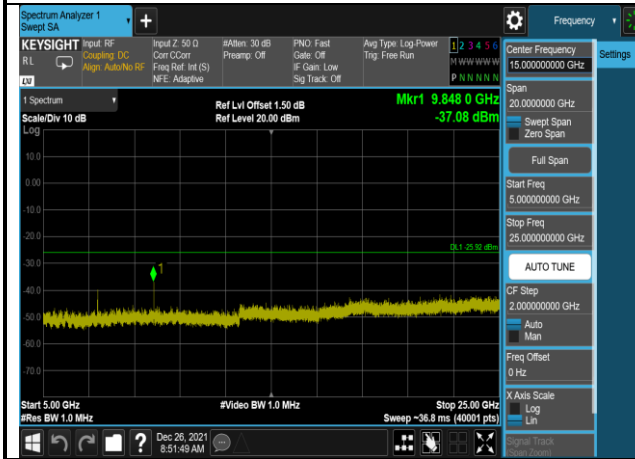 Spectrum Analyzer 1
Swept SA
Frequency
KEYSIGHT
RL
LXI
Input: RF
Coupling: DC
Align: Auto/No RF
Input Z: 50 Ω
Corr CCorr
Freq Ref: Int (S)
NFE: Adaptive
#Atten: 30 dB
Preamp: Off
PNO: Fast
Gate: Off
IF Gain: Low
Sig Track: Off
Avg Type: Log-Power
Trig: Free Run
1 2 3 4 5 6
M W W W W W
P N N N N N
1 Spectrum
Scale/Div 10 dB
Log
Ref Lvl Offset 1.50 dB
Ref Level 20.00 dBm
Mkr1 9.848 0 GHz
-37.08 dBm
10.0
0.00
-10.0
-20.0
-30.0
-40.0
-50.0
-60.0
-70.0
DL1 -25.92 dBm
1
Start 5.00 GHz
#Res BW 1.0 MHz
#Video BW 1.0 MHz
Stop 25.00 GHz
Sweep ~36.8 ms (40001 pts)
Dec 26, 2021
8:51:49 AM
Center Frequency
15.000000000 GHz
Settings
Span
20.0000000 GHz
Swept Span
Zero Span
Full Span
Start Freq
5.000000000 GHz
Stop Freq
25.000000000 GHz
AUTO TUNE
CF Step
2.000000000 GHz
Auto
Man
Freq Offset
0 Hz
X Axis Scale
Log
Lin
Signal Track
(Span Zoom)